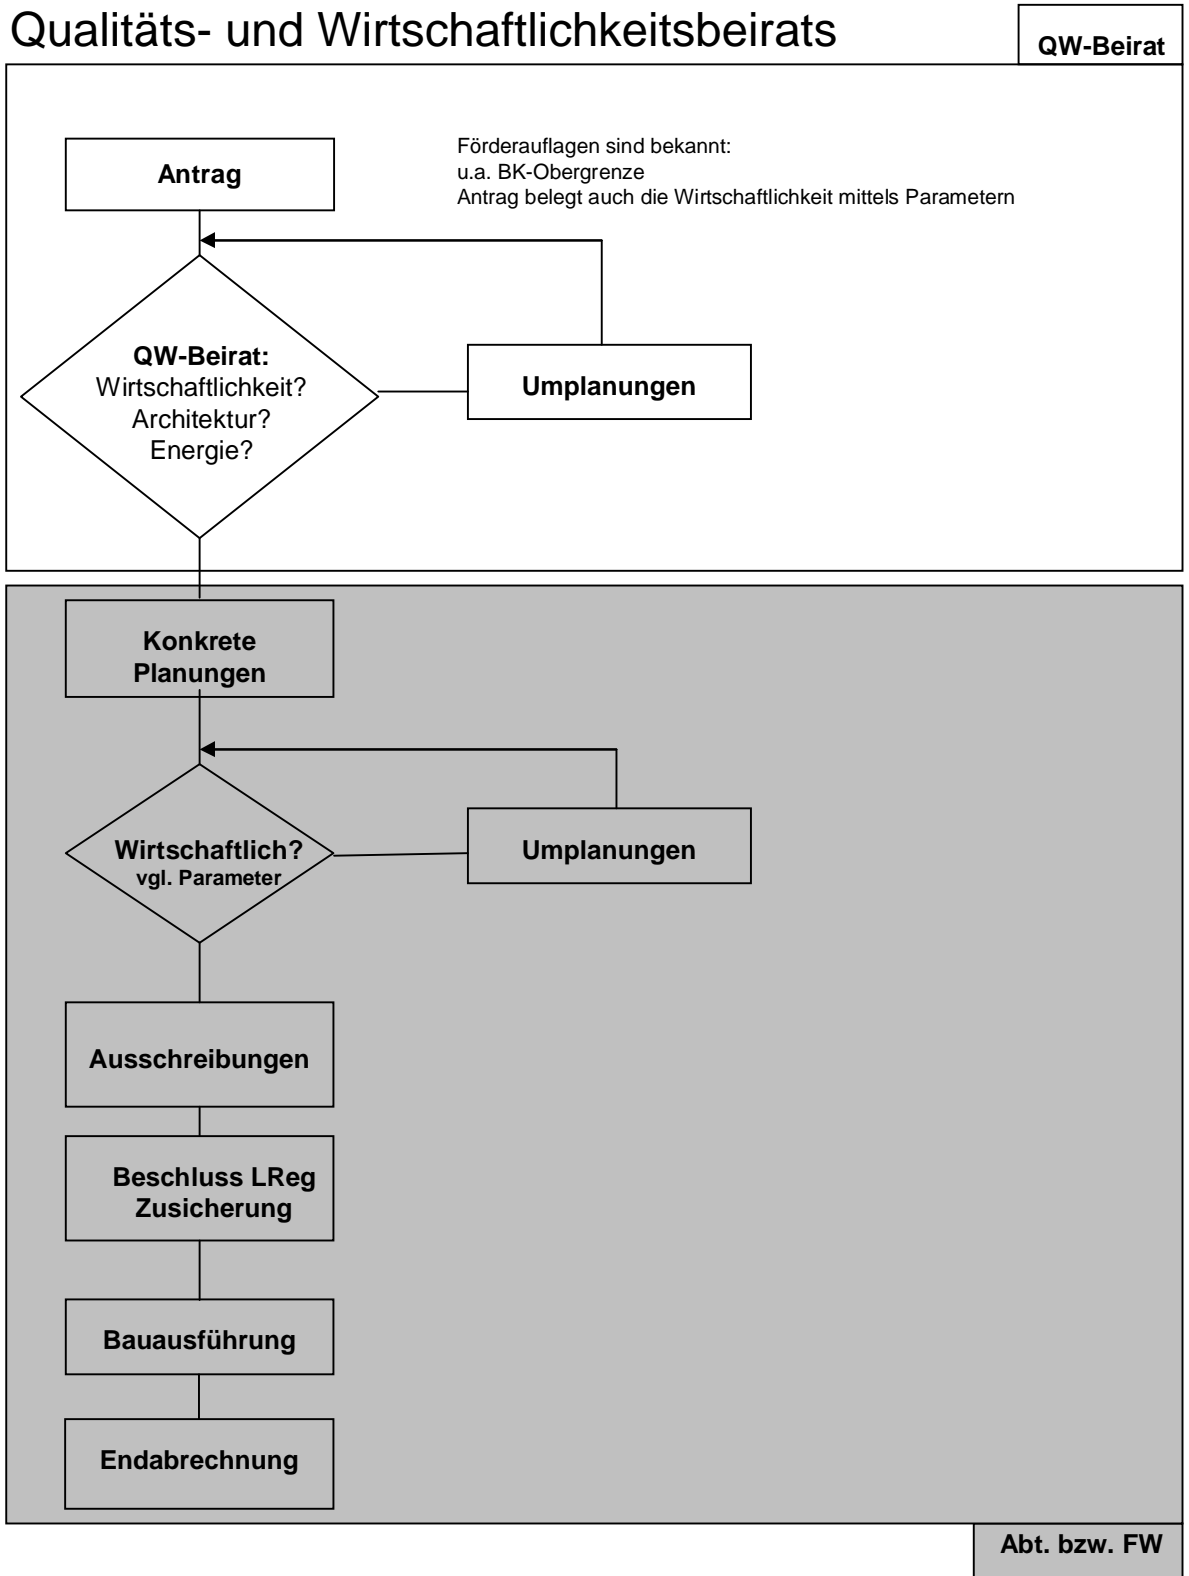 Qualitäts- und Wirtschaftlichkeitsbeirats
QW-Beirat
Antrag
Förderauflagen sind bekannt:
u.a. BK-Obergrenze
Antrag belegt auch die Wirtschaftlichkeit mittels Parametern
QW-Beirat:
Wirtschaftlichkeit?
Architektur?
Energie?
Umplanungen
Konkrete
Planungen
Wirtschaftlich?
vgl. Parameter
Umplanungen
Ausschreibungen
Beschluss LReg
Zusicherung
Bauausführung
Endabrechnung
Abt. bzw. FW